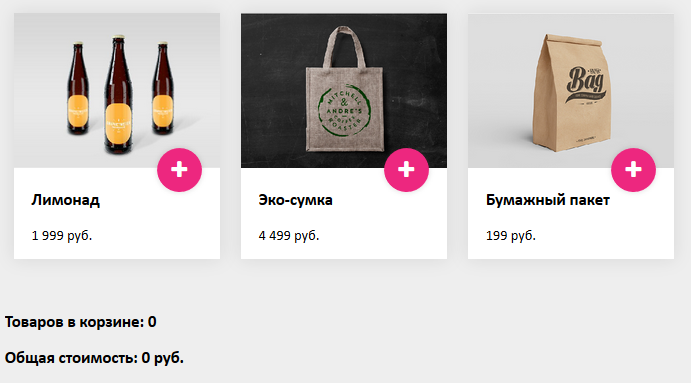 MITCHELL
&
ANDRE'S
COFFEE
ROASTER
Bag
Лимонад
Эко-сумка
Бумажный пакет
1 999 руб.
4 499 руб.
199 руб.
Товаров в корзине: 0
Общая стоимость: 0 руб.